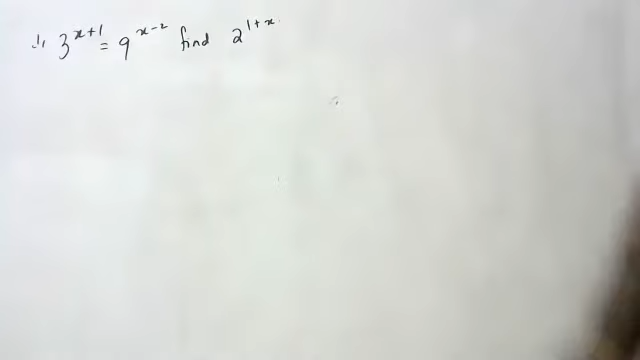 3^{x+1} = 9^{x-2} find 2^{1+x}.